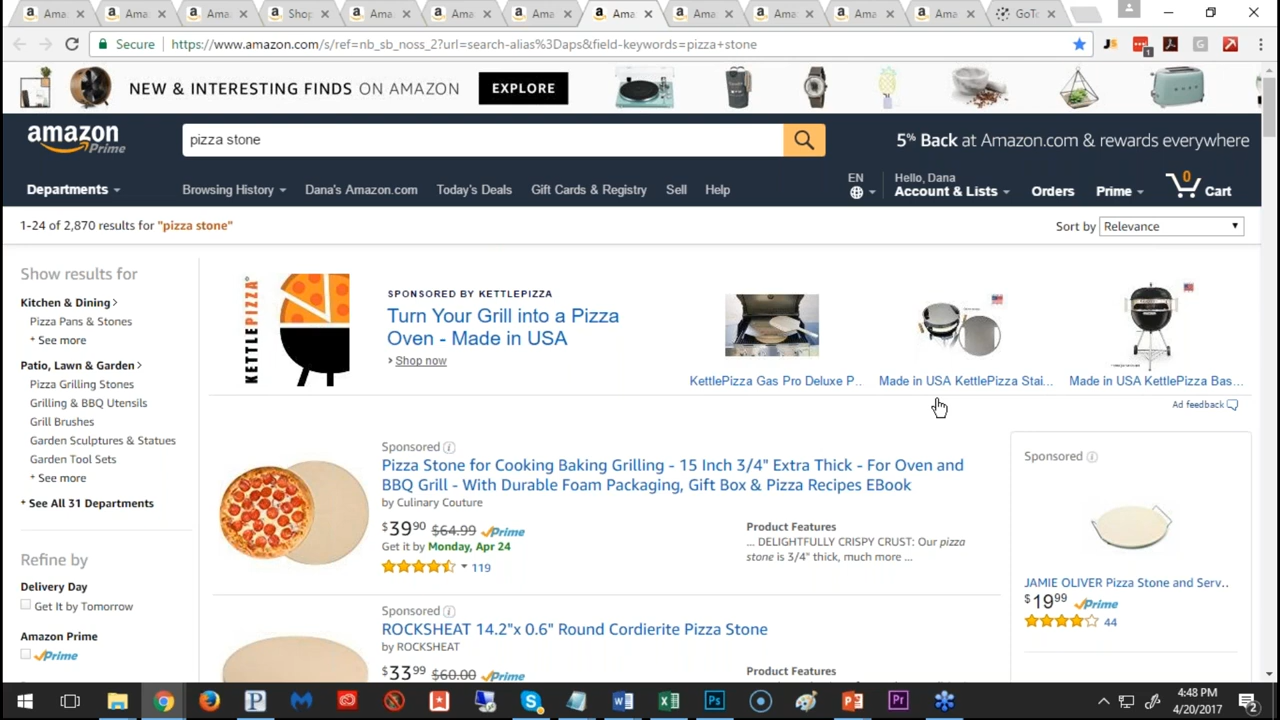 Ama
Ama
Ama
Shop
Ama
Ama
Ama
Ama
Ama
Ama
Ama
Ama
GoTo
Secure
https://www.amazon.com/s/ref=nb_sb_noss_2?url=search-alias%3Daps&field-keywords=pizza+stone
NEW & INTERESTING FINDS ON AMAZON EXPLORE
amazon Prime
pizza stone
5% Back at Amazon.com & rewards everywhere
Departments
Browsing History
Dana's Amazon.com
Today's Deals
Gift Cards & Registry
Sell
Help
EN
Hello, Dana
Account & Lists
Orders
Prime
0
Cart
1-24 of 2,870 results for "pizza stone"
Sort by Relevance
Show results for
Kitchen & Dining
Pizza Pans & Stones
+ See more
Patio, Lawn & Garden
Pizza Grilling Stones
Grilling & BBQ Utensils
Grill Brushes
Garden Sculptures & Statues
Garden Tool Sets
+ See more
+ See All 31 Departments
Refine by
Delivery Day
Get It by Tomorrow
Amazon Prime
Prime
KETTLEPIZZA
SPONSORED BY KETTLEPIZZA
Turn Your Grill into a Pizza
Oven - Made in USA
› Shop now
KettlePizza Gas Pro Deluxe P...
Made in USA KettlePizza Stai...
Made in USA KettlePizza Bas...
Ad feedback
Sponsored
Pizza Stone for Cooking Baking Grilling - 15 Inch 3/4" Extra Thick - For Oven and
BBQ Grill - With Durable Foam Packaging, Gift Box & Pizza Recipes EBook
by Culinary Couture
$39 90 $64.99 Prime
Get it by Monday, Apr 24
119
Product Features
... DELIGHTFULLY CRISPY CRUST: Our pizza
stone is 3/4" thick, much more ...
Sponsored
ROCKSHEAT 14.2"x 0.6" Round Cordierite Pizza Stone
by ROCKSHEAT
$33 99 $60.00 Prime
Product Features
Sponsored
JAMIE OLIVER Pizza Stone and Serv..
$19 99 Prime
44
4:48 PM
4/20/2017
2